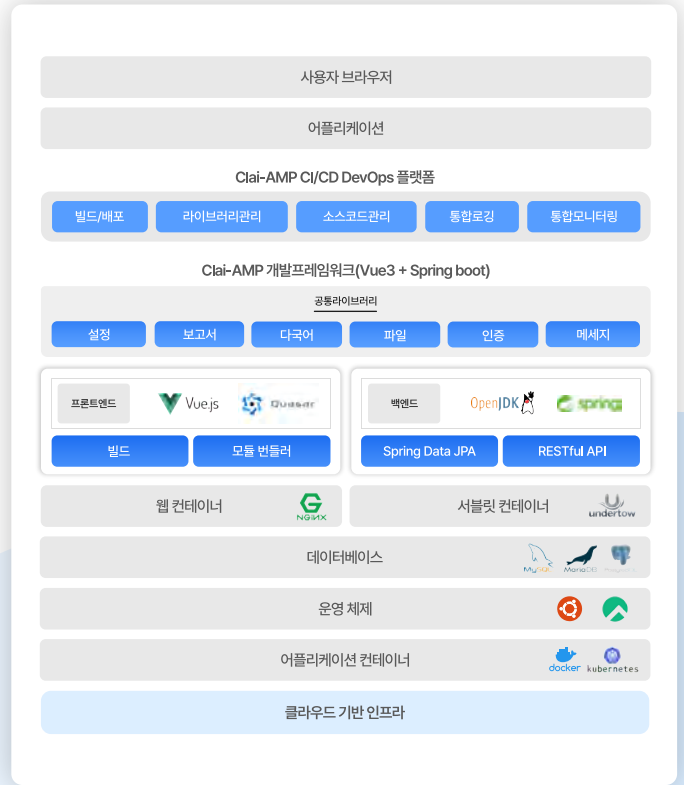 사용자 브라우저
어플리케이션
Clai-AMP CI/CD DevOps 플랫폼
빌드/배포 라이브러리관리 소스코드관리 통합로깅 통합모니터링
Clai-AMP 개발프레임워크(Vue3 + Spring boot)
공통라이브러리
설정 보고서 다국어 파일 인증 메세지
프론트엔드 Vue.js Quasar
빌드 모듈 번들러
백엔드 OpenJDK spring
Spring Data JPA RESTful API
웹 컨테이너 NGINX
서블릿 컨테이너 undertow
데이터베이스 MySQL MariaDB
운영 체제
어플리케이션 컨테이너 docker kubernetes
클라우드 기반 인프라